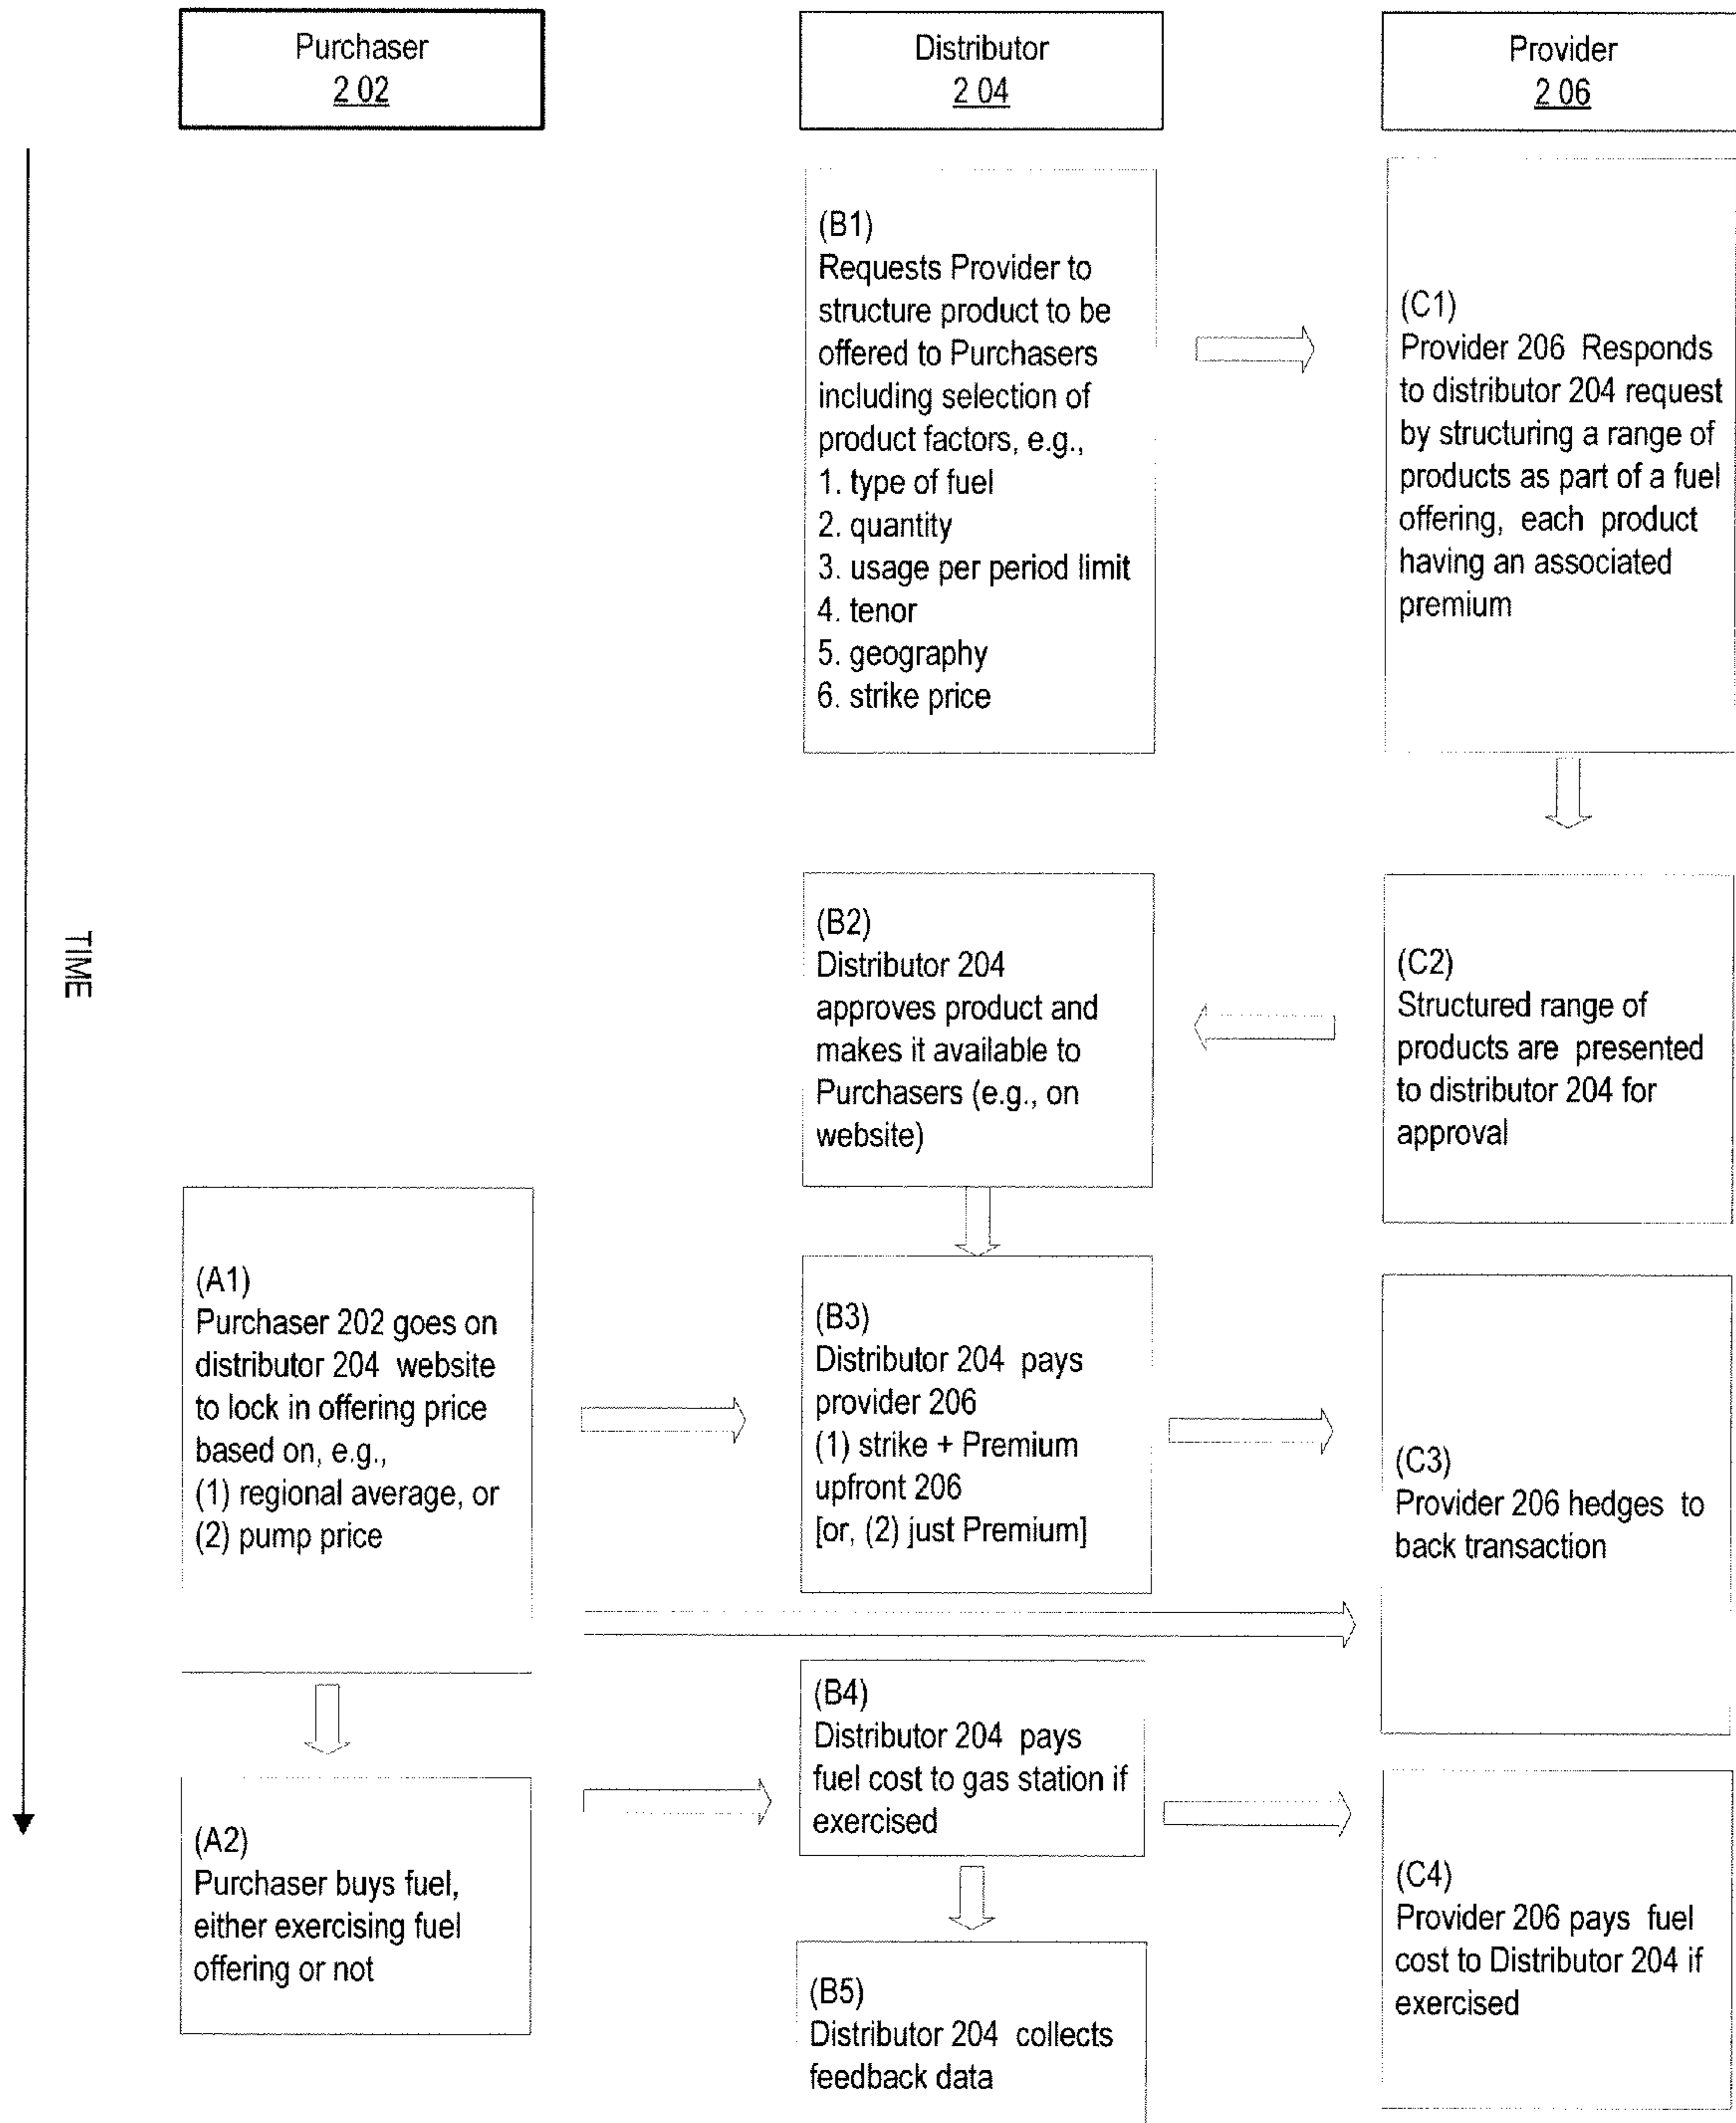 Purchaser
2 02
Distributor
2 04
Provider
2 06
TIME
(B1)
Requests Provider to
structure product to be
offered to Purchasers
including selection of
product factors, e.g.,
1. type of fuel
2. quantity
3. usage per period limit
4. tenor
5. geography
6. strike price
(C1)
Provider 206 Responds
to distributor 204 request
by structuring a range of
products as part of a fuel
offering, each product
having an associated
premium
(B2)
Distributor 204
approves product and
makes it available to
Purchasers (e.g., on
website)
(C2)
Structured range of
products are presented
to distributor 204 for
approval
(A1)
Purchaser 202 goes on
distributor 204 website
to lock in offering price
based on, e.g.,
(1) regional average, or
(2) pump price
(B3)
Distributor 204 pays
provider 206
(1) strike + Premium
upfront 206
[or, (2) just Premium]
(C3)
Provider 206 hedges to
back transaction
(B4)
Distributor 204 pays
fuel cost to gas station if
exercised
(A2)
Purchaser buys fuel,
either exercising fuel
offering or not
(C4)
Provider 206 pays fuel
cost to Distributor 204 if
exercised
(B5)
Distributor 204 collects
feedback data